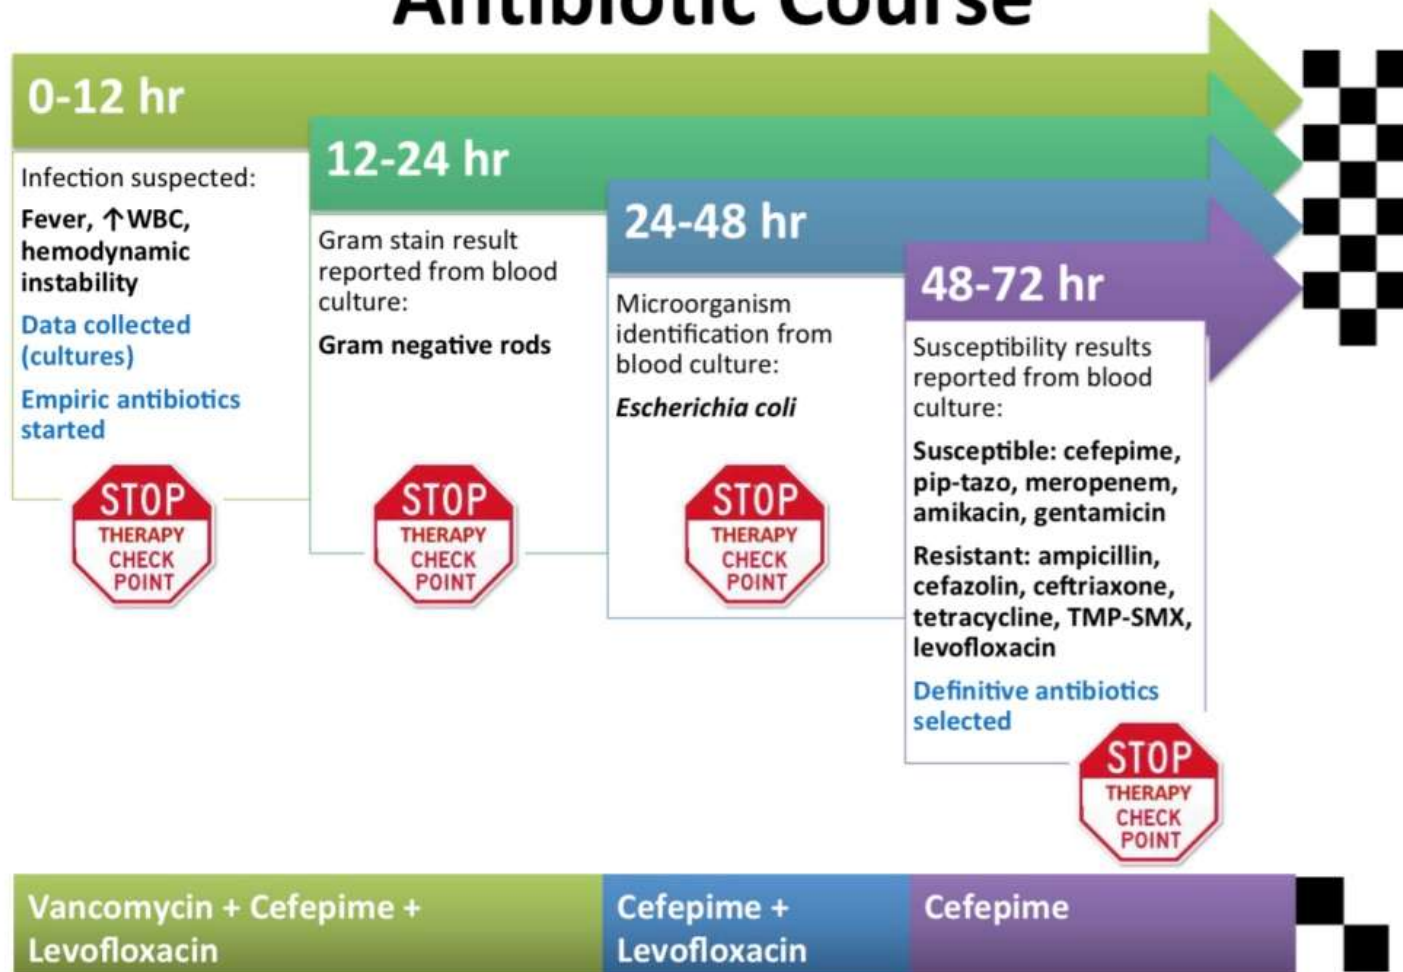 Antibiotic Course
0-12 hr
Infection suspected:
Fever, ↑WBC,
hemodynamic
instability
Data collected
(cultures)
Empiric antibiotics
started
STOP
THERAPY
CHECK
POINT
12-24 hr
Gram stain result
reported from blood
culture:
Gram negative rods
STOP
THERAPY
CHECK
POINT
24-48 hr
Microorganism
identification from
blood culture:
Escherichia coli
STOP
THERAPY
CHECK
POINT
48-72 hr
Susceptibility results
reported from blood
culture:
Susceptible: cefepime,
pip-tazo, meropenem,
amikacin, gentamicin
Resistant: ampicillin,
cefazolin, ceftriaxone,
tetracycline, TMP-SMX,
levofloxacin
Definitive antibiotics
selected
STOP
THERAPY
CHECK
POINT
Vancomycin + Cefepime +
Levofloxacin
Cefepime +
Levofloxacin
Cefepime